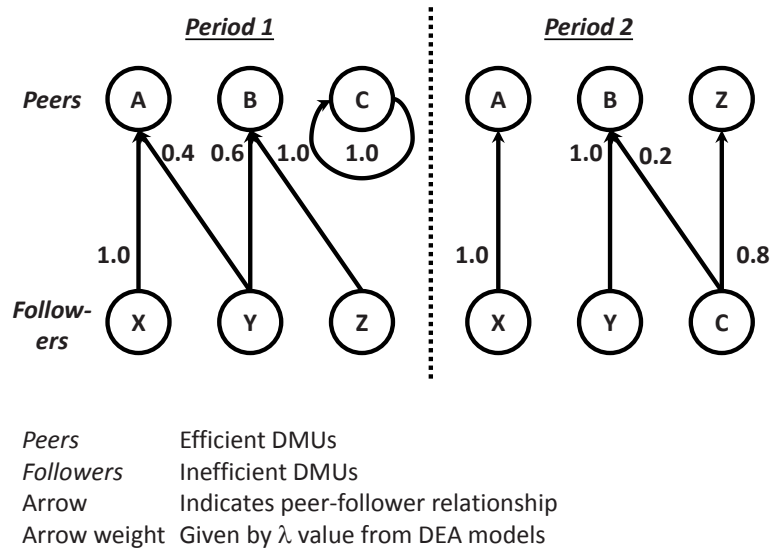 Period 1
Period 2
Peers
A
B
C
A
B
Z
0.4
0.6
1.0
1.0
1.0
0.2
1.0
1.0
0.8
Follow-
ers
X
Y
Z
X
Y
C
Peers Efficient DMUs
Followers Inefficient DMUs
Arrow Indicates peer-follower relationship
Arrow weight Given by λ value from DEA models